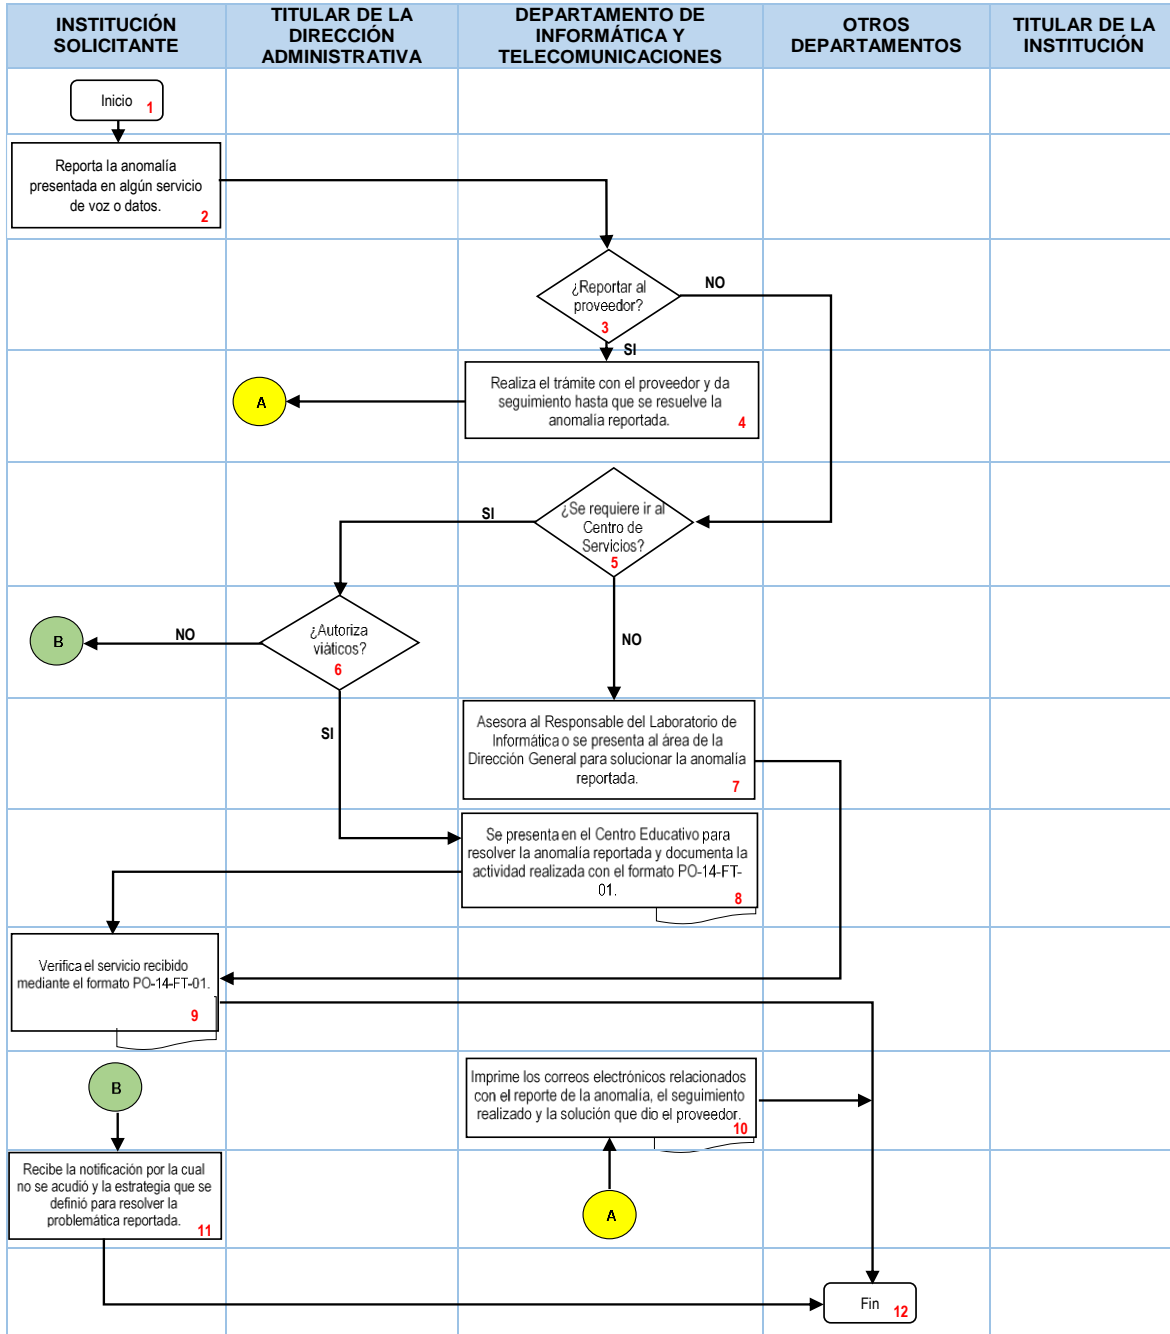 INSTITUCIÓN
SOLICITANTE
TITULAR DE LA
DIRECCIÓN
ADMINISTRATIVA
DEPARTAMENTO DE
INFORMÁTICA Y
TELECOMUNICACIONES
OTROS
DEPARTAMENTOS
TITULAR DE LA
INSTITUCIÓN
Inicio
1
Reporta la anomalía
presentada en algún servicio
de voz o datos.
2
¿Reportar al
proveedor?
3
NO
SI
Realiza el trámite con el proveedor y da
seguimiento hasta que se resuelve la
anomalía reportada.
4
A
¿Se requiere ir al
Centro de
Servicios?
5
SI
NO
¿Autoriza
viáticos?
6
NO
B
SI
Asesora al Responsable del Laboratorio de
Informática o se presenta al área de la
Dirección General para solucionar la anomalía
reportada.
7
Se presenta en el Centro Educativo para
resolver la anomalía reportada y documenta la
actividad realizada con el formato PO-14-FT-
01.
8
Verifica el servicio recibido
mediante el formato PO-14-FT-01.
9
B
Imprime los correos electrónicos relacionados
con el reporte de la anomalía, el seguimiento
realizado y la solución que dio el proveedor.
10
Recibe la notificación por la cual
no se acudió y la estrategia que se
definió para resolver la
problemática reportada.
11
A
Fin
12